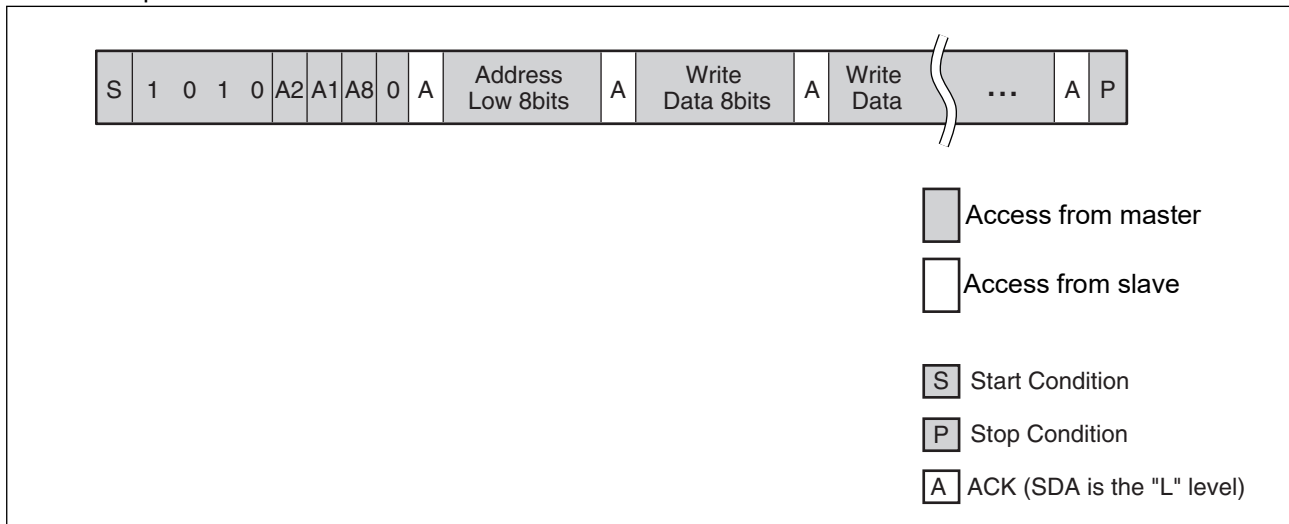 S 1 0 1 0 A2 A1 A8 0 A Address Low 8bits A Write Data 8bits A Write Data ... A P
Access from master
Access from slave
S Start Condition
P Stop Condition
A ACK (SDA is the "L" level)